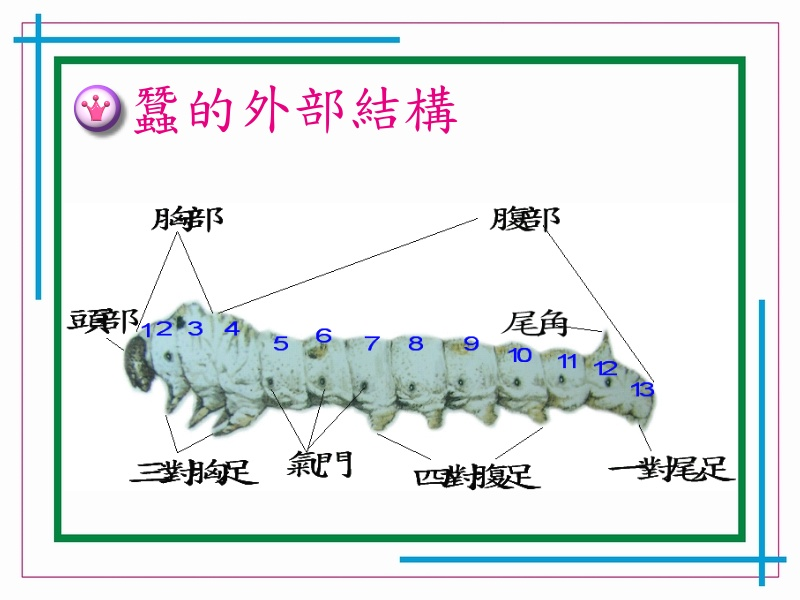 蠶的外部結構
胸部 腹部
頭部 尾角
1 2 3 4 5 6 7 8 9 10 11 12 13
三對胸足 氣門 四對腹足 一對尾足